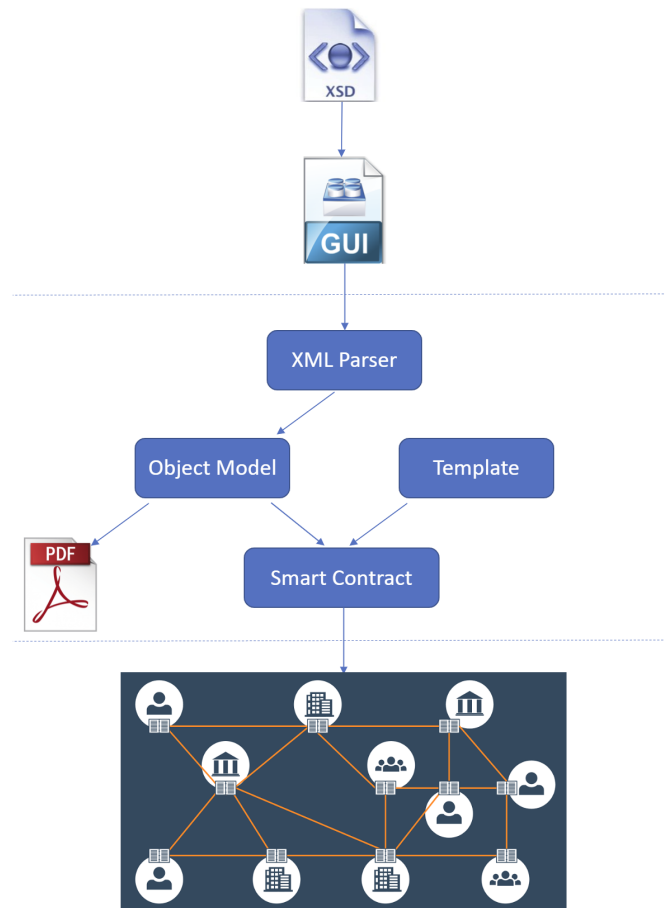 XSD
GUI
XML Parser
Object Model
Template
PDF
Smart Contract